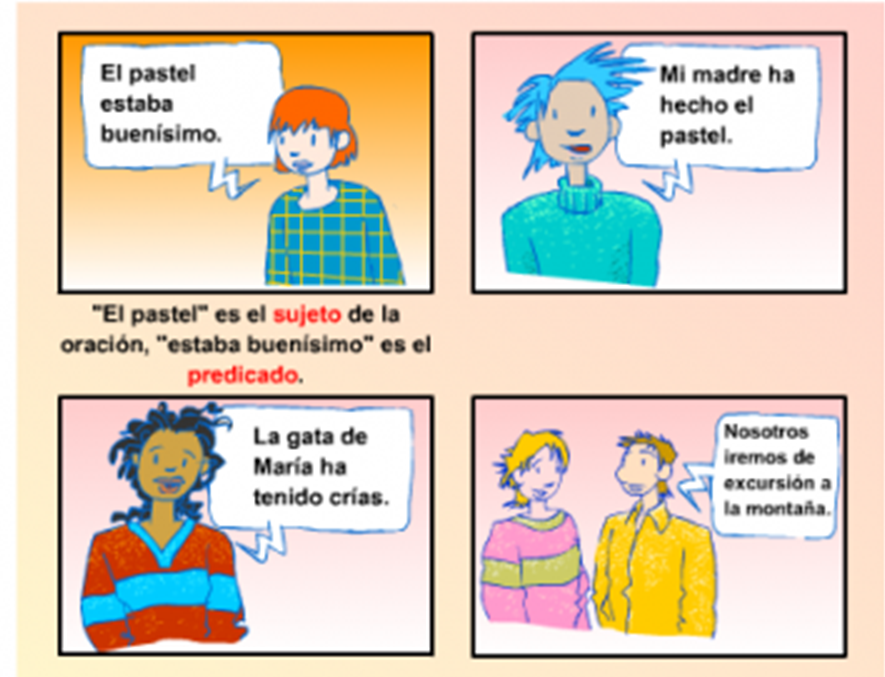 El pastel
estaba
buenísimo.
Mi madre ha
hecho el
pastel.
"El pastel" es el sujeto de la
oración, "estaba buenísimo" es el
predicado.
La gata de
María ha
tenido crías.
Nosotros
iremos de
excursión a
la montaña.